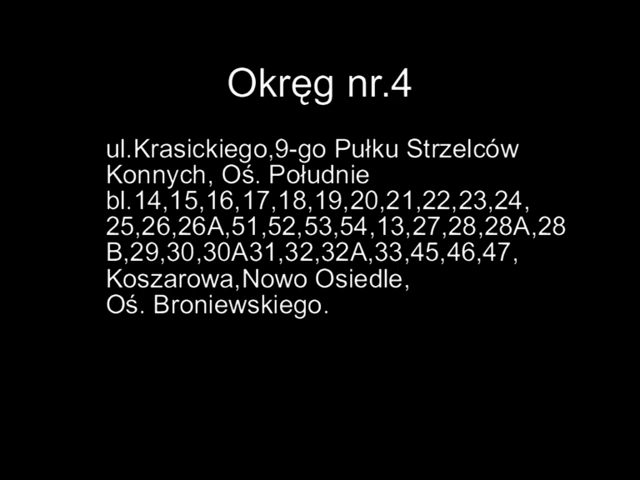 Okręg nr.4
ul.Krasickiego,9-go Pułku Strzelców
Konnych, Oś. Południe
bl.14,15,16,17,18,19,20,21,22,23,24,
25,26,26A,51,52,53,54,13,27,28,28A,28
B,29,30,30A31,32,32A,33,45,46,47,
Koszarowa,Nowo Osiedle,
Oś. Broniewskiego.